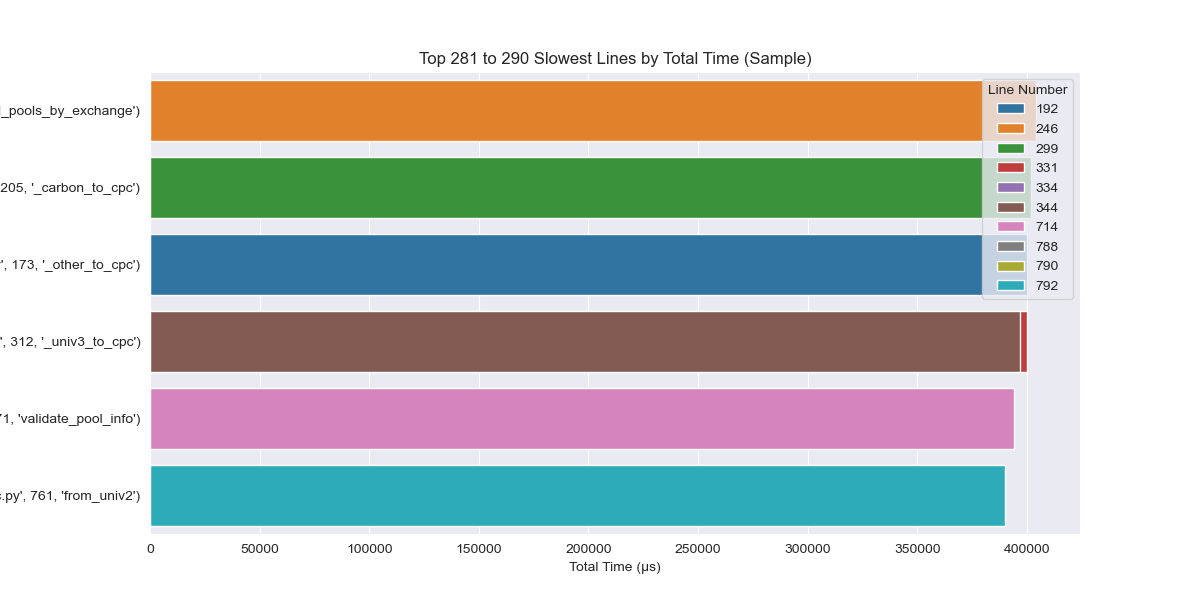 Top 281 to 290 Slowest Lines by Total Time (Sample)
_pools_by_exchange')
205, '_carbon_to_cpc')
', 173, '_other_to_cpc')
', 312, '_univ3_to_cpc')
71, 'validate_pool_info')
.py', 761, 'from_univ2')
Line Number
192
246
299
331
334
344
714
788
790
792
0 50000 100000 150000 200000 250000 300000 350000 400000
Total Time (µs)